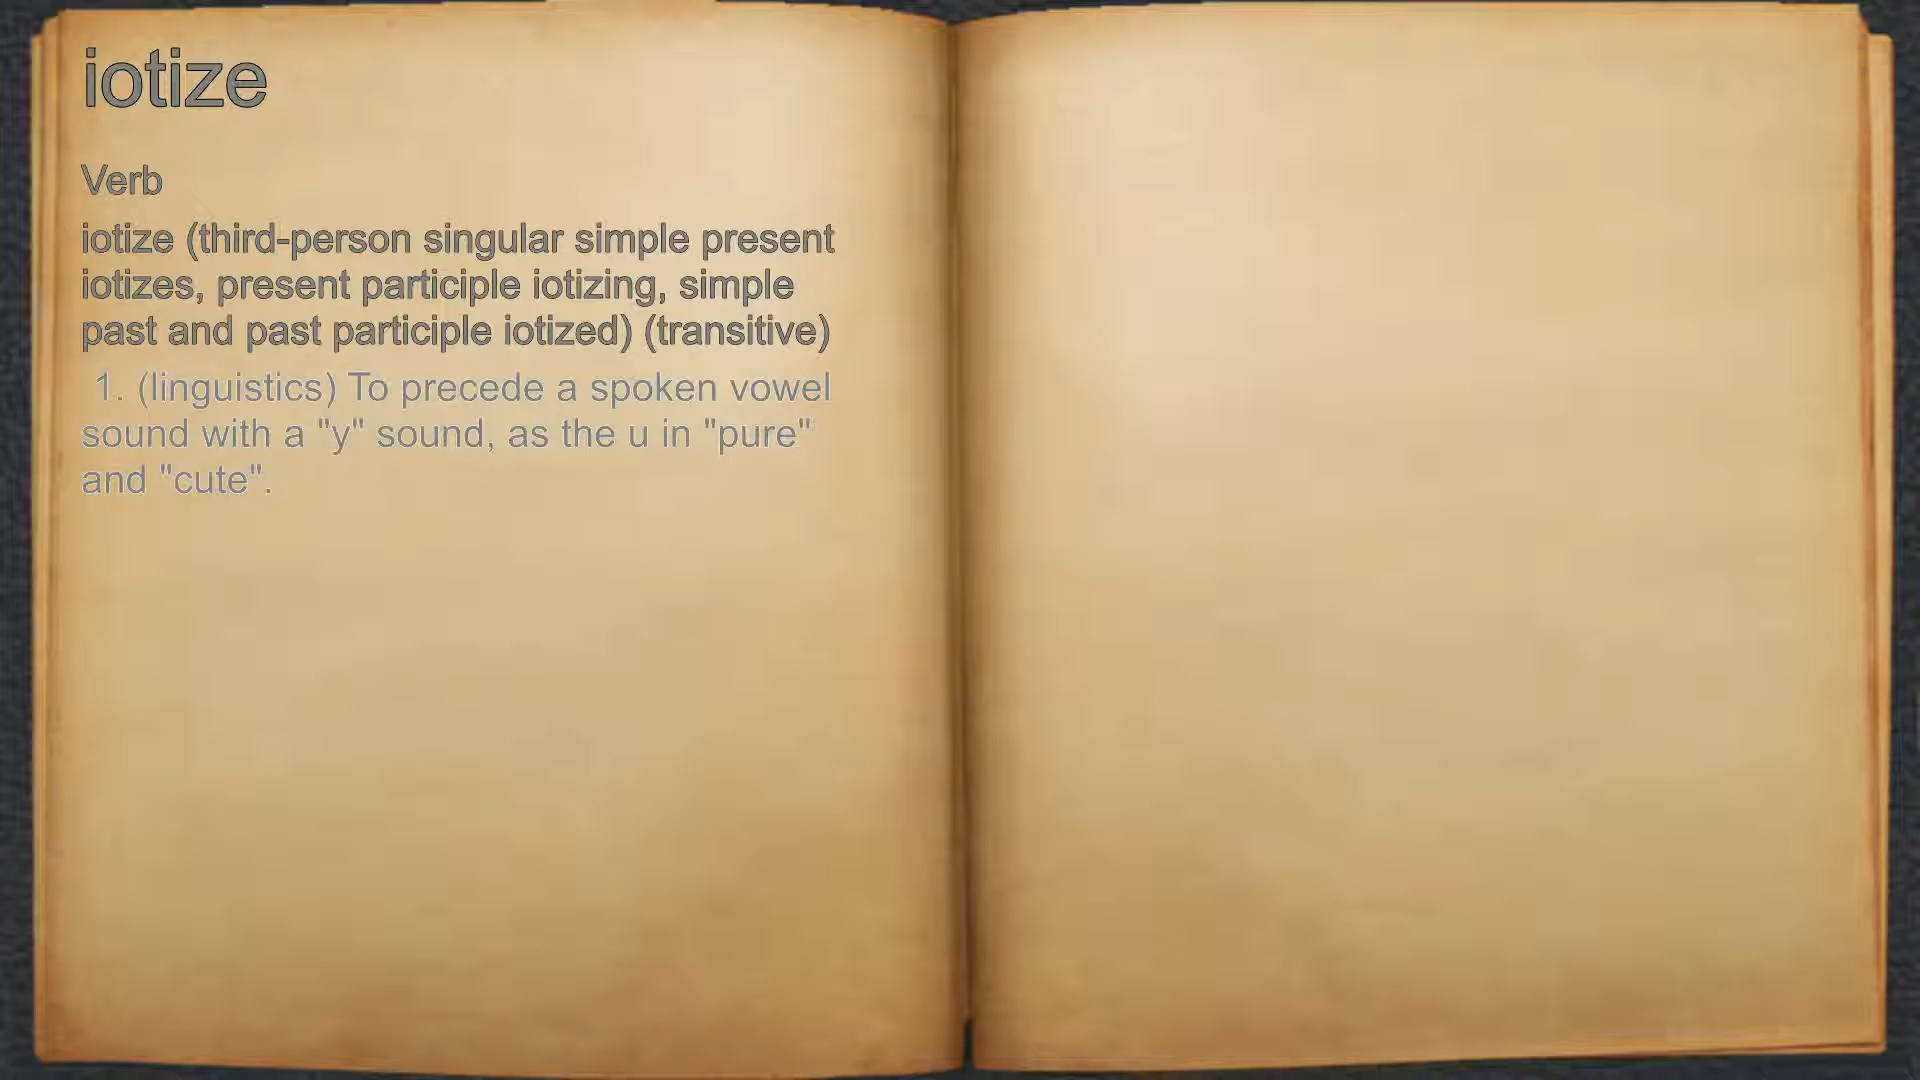 iotize
Verb
iotize (third-person singular simple present
iotizes, present participle iotizing, simple
past and past participle iotized) (transitive)
1. (linguistics) To precede a spoken vowel
sound with a "y" sound, as the u in "pure"
and "cute".